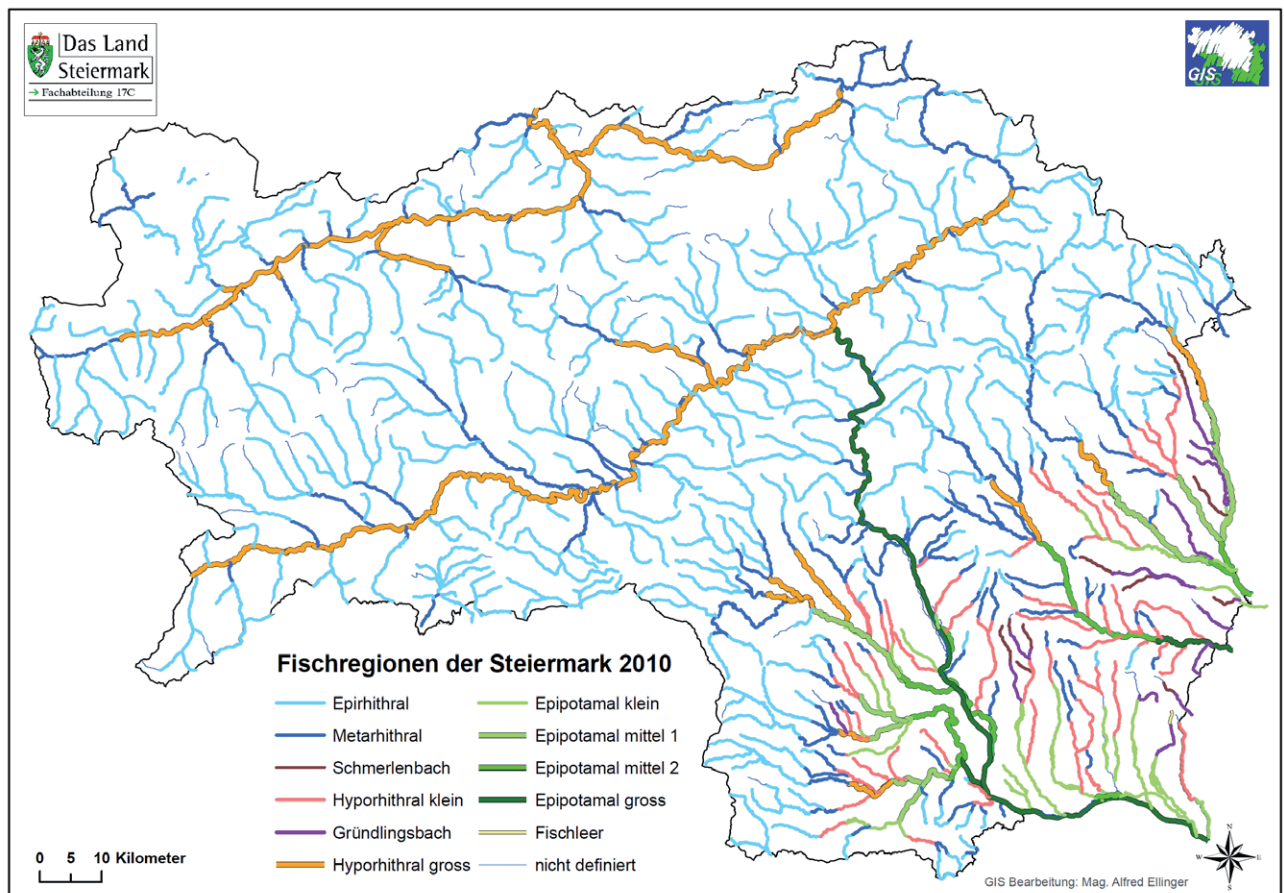 Das Land
Steiermark
➔ Fachabteilung 17C
GIS
GIS
Fischregionen der Steiermark 2010
Epirhithral
Metarhithral
Schmerlenbach
Hyporhithral klein
Gründlingsbach
Hyporhithral gross
Epipotamal klein
Epipotamal mittel 1
Epipotamal mittel 2
Epipotamal gross
Fischleer
nicht definiert
0 5 10 Kilometer
N
W E
S
GIS Bearbeitung: Mag. Alfred Ellinger